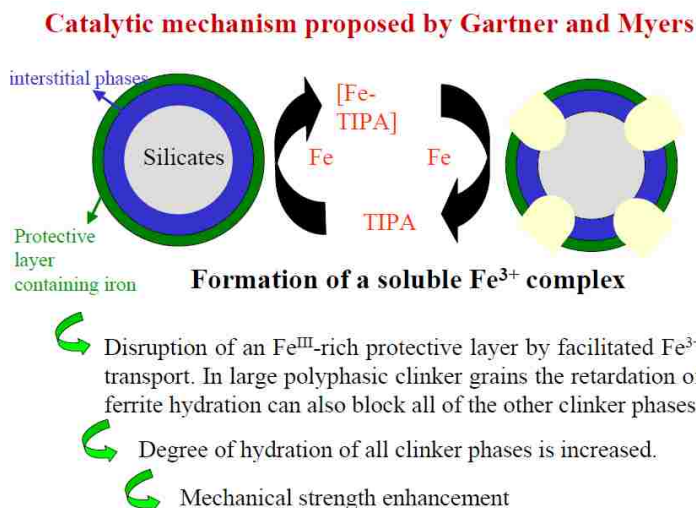 Catalytic mechanism proposed by Gartner and Myers
interstitial phases
Silicates
[Fe-
TIPA]
Fe
Fe
TIPA
Protective
layer
containing iron
Formation of a soluble Fe³⁺ complex
Disruption of an Feᴵᴵᴵ-rich protective layer by facilitated Fe³⁺
transport. In large polyphasic clinker grains the retardation of
ferrite hydration can also block all of the other clinker phases
Degree of hydration of all clinker phases is increased.
Mechanical strength enhancement